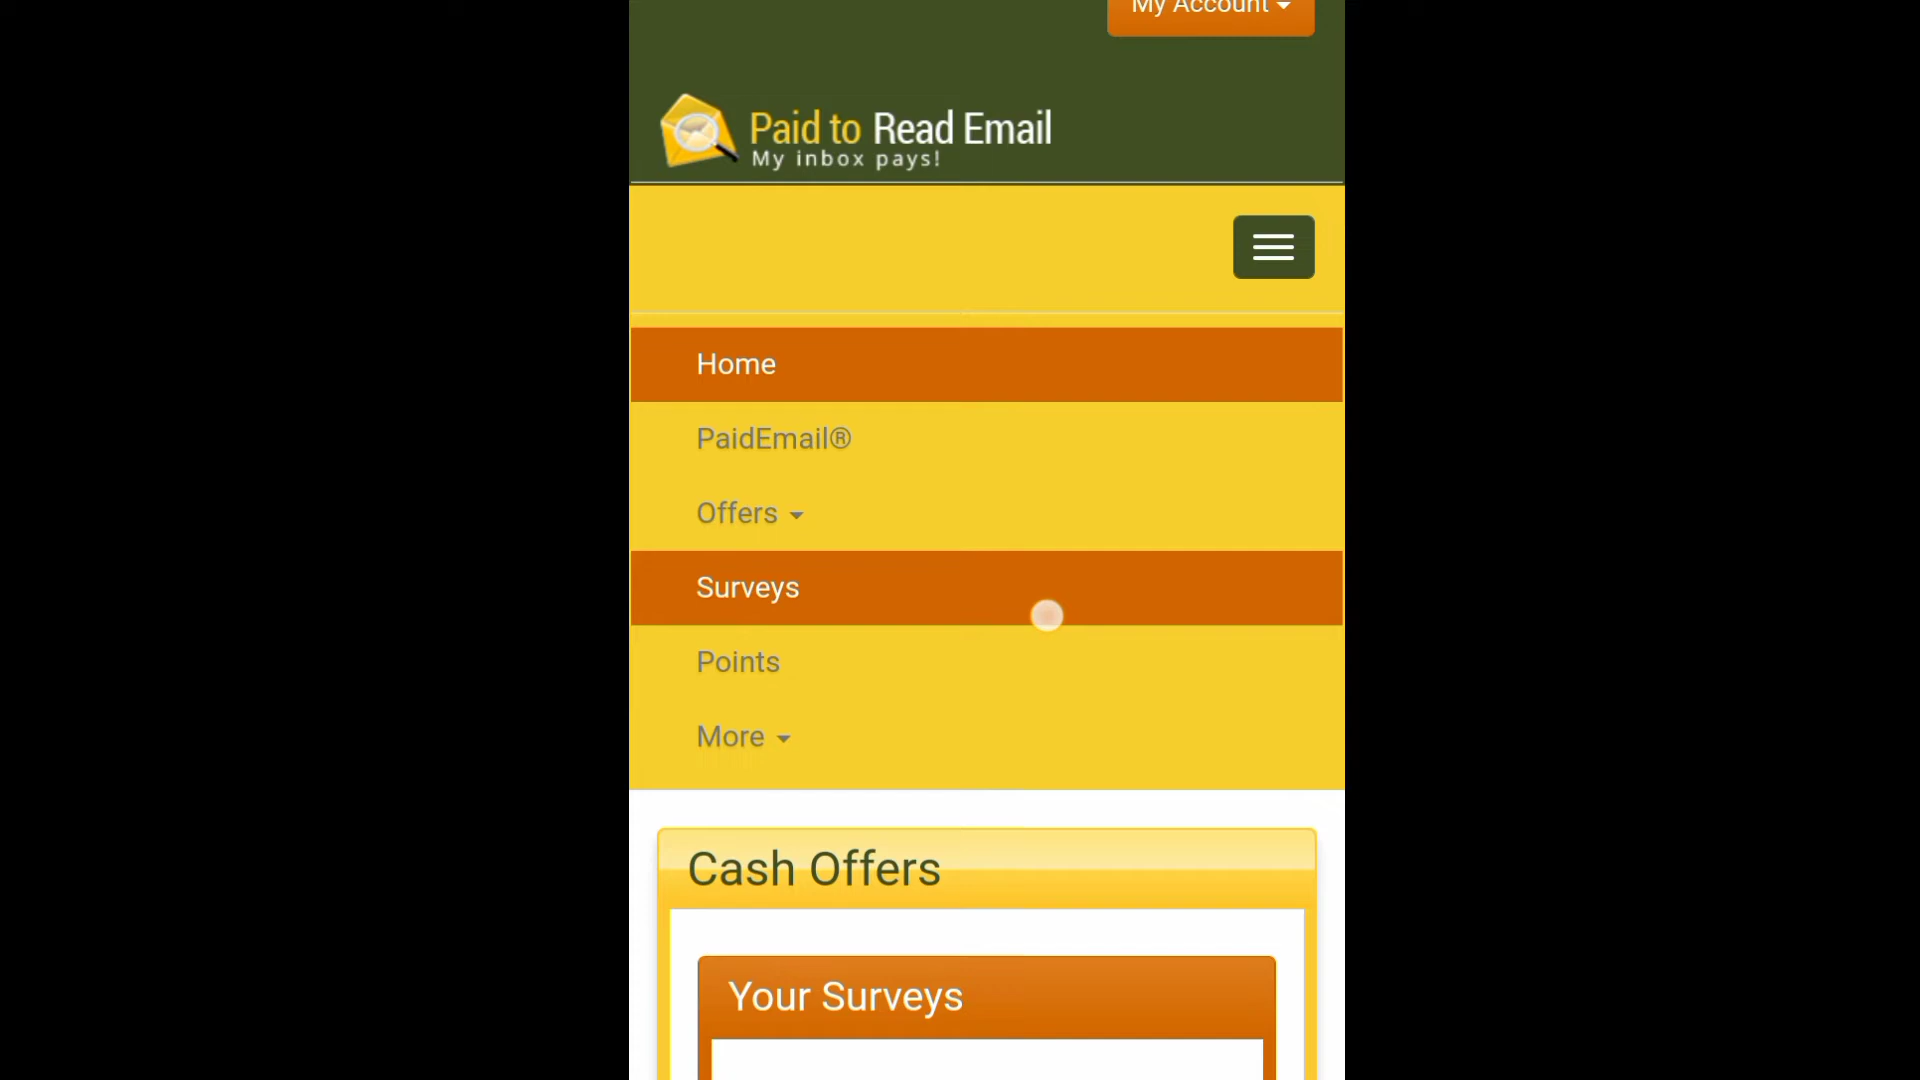 My Account
Paid to Read Email
My inbox pays!
Home
PaidEmail®
Offers
Surveys
Points
More
Cash Offers
Your Surveys